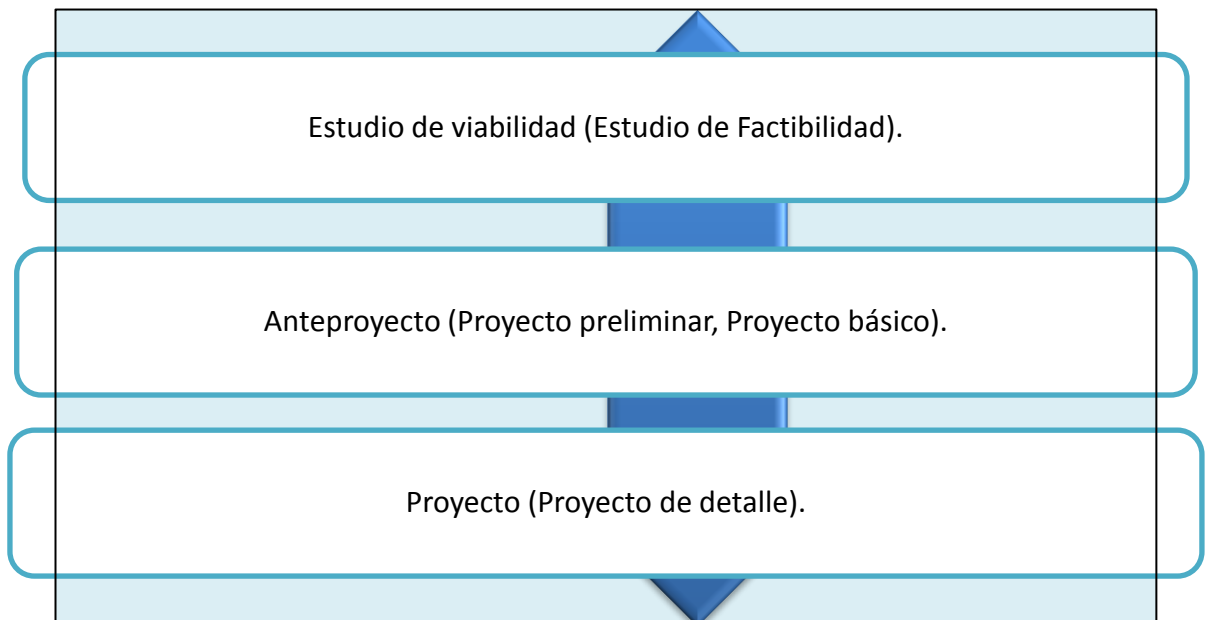 Estudio de viabilidad (Estudio de Factibilidad).
Anteproyecto (Proyecto preliminar, Proyecto básico).
Proyecto (Proyecto de detalle).